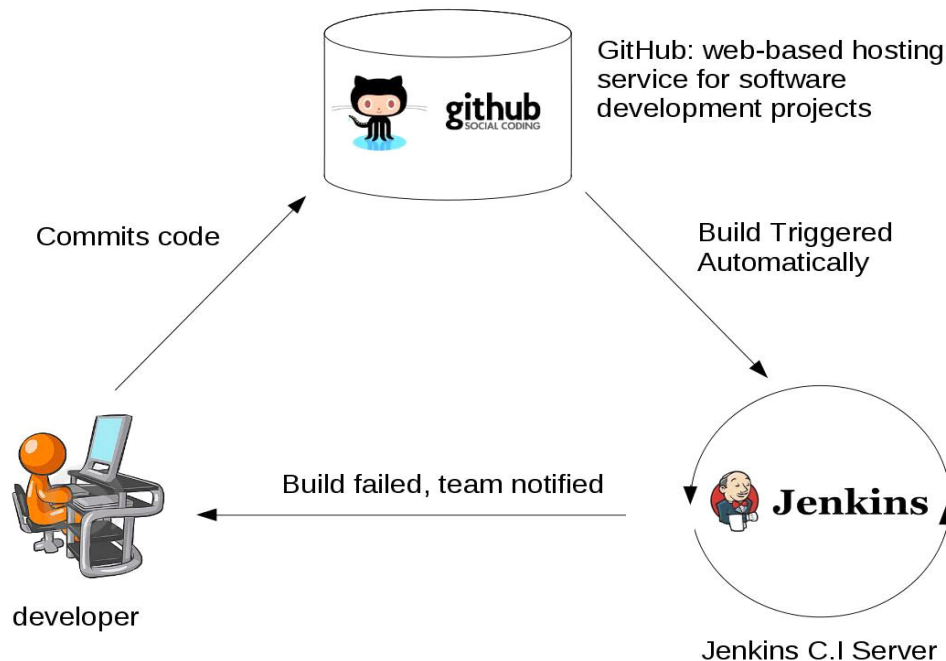 GitHub: web-based hosting
service for software
development projects
github
SOCIAL CODING
Commits code
Build Triggered
Automatically
Build failed, team notified
Jenkins
developer
Jenkins C.I Server